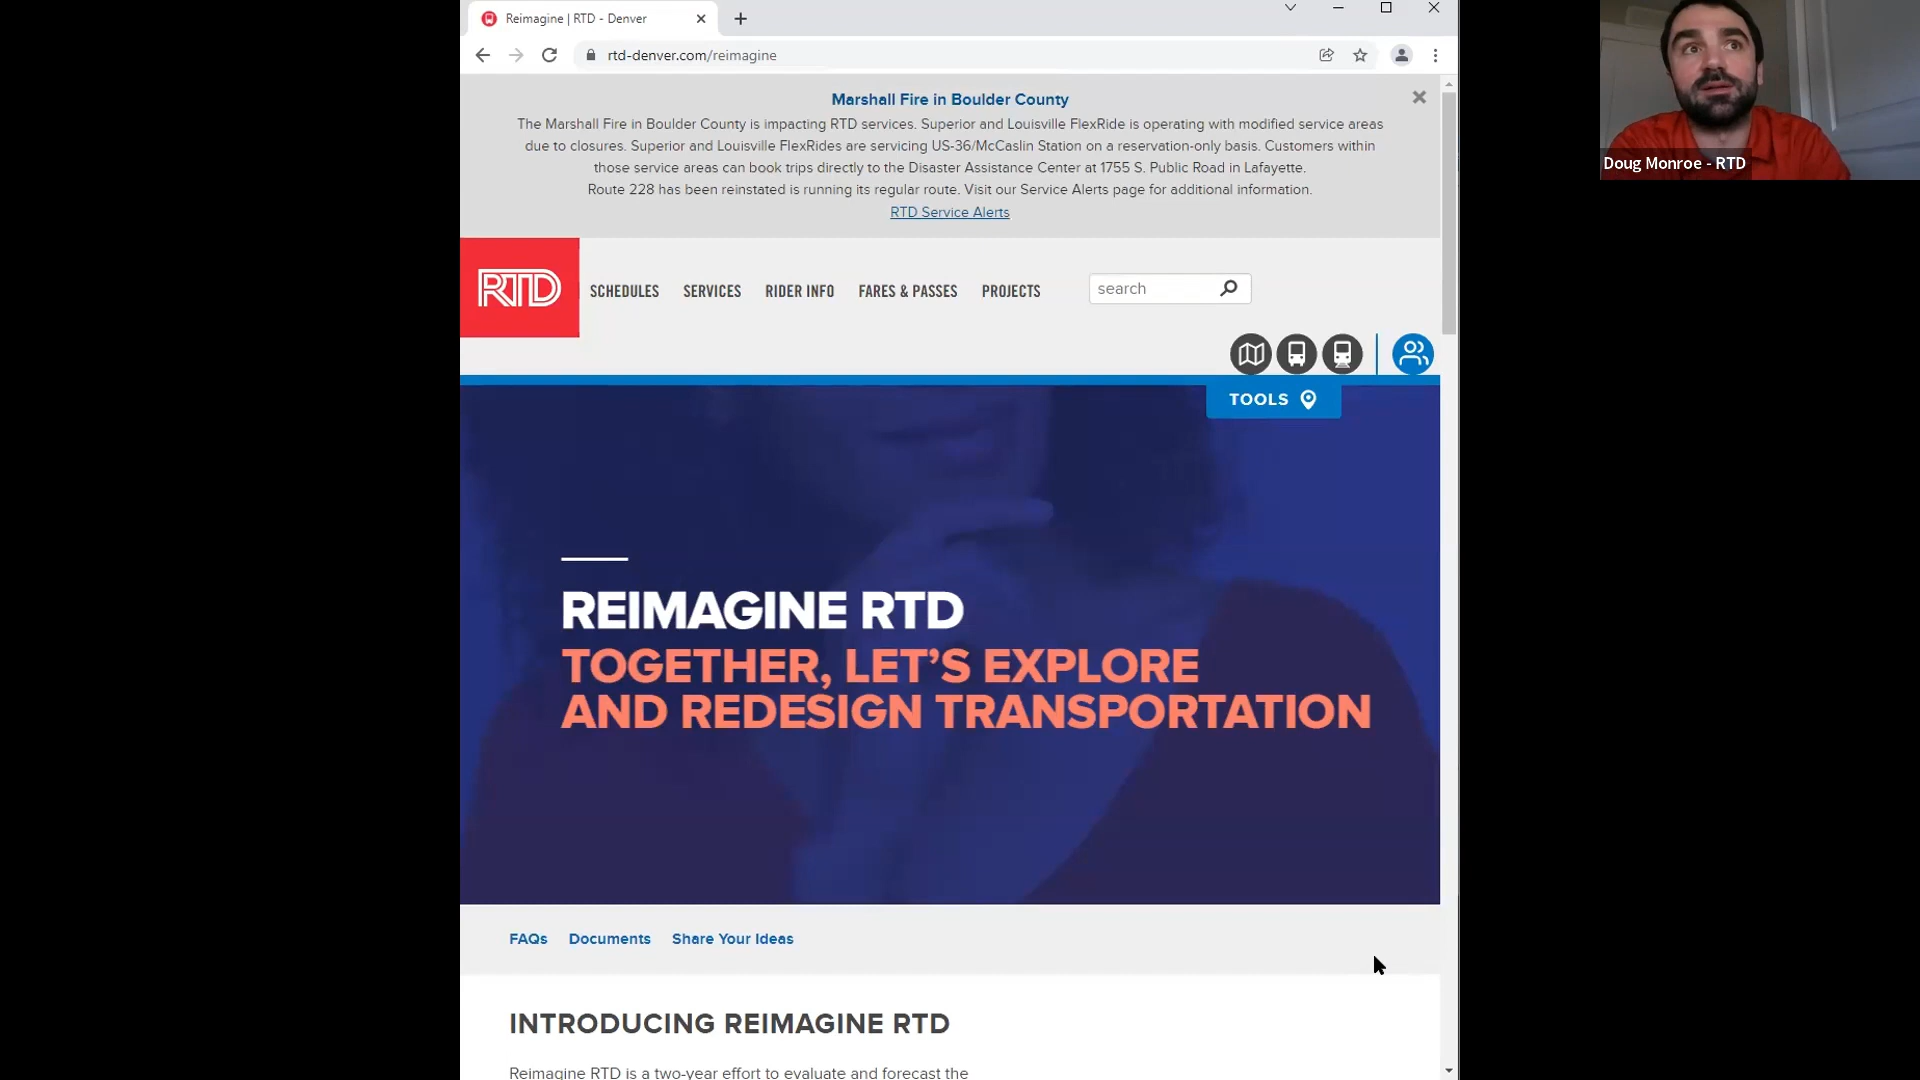 Reimagine | RTD - Denver
rtd-denver.com/reimagine
Marshall Fire in Boulder County
The Marshall Fire in Boulder County is impacting RTD services. Superior and Louisville FlexRide is operating with modified service areas
due to closures. Superior and Louisville FlexRides are servicing US-36/McCaslin Station on a reservation-only basis. Customers within
those service areas can book trips directly to the Disaster Assistance Center at 1755 S. Public Road in Lafayette.
Route 228 has been reinstated is running its regular route. Visit our Service Alerts page for additional information.
RTD Service Alerts
RTD
SCHEDULES SERVICES RIDER INFO FARES & PASSES PROJECTS
search
TOOLS
REIMAGINE RTD
TOGETHER, LET’S EXPLORE
AND REDESIGN TRANSPORTATION
FAQs Documents Share Your Ideas
INTRODUCING REIMAGINE RTD
Reimagine RTD is a two-year effort to evaluate and forecast the
Doug Monroe - RTD